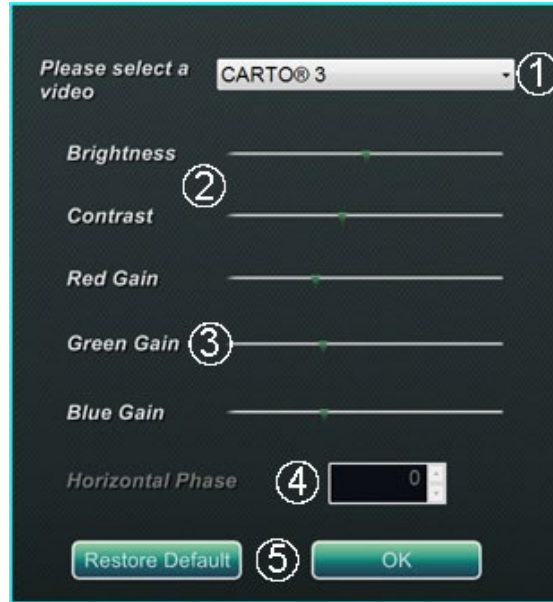 Please select a
video
CARTO® 3
①
Brightness
②
Contrast
Red Gain
Green Gain ③
Blue Gain
Horizontal Phase ④ 0
Restore Default ⑤ OK